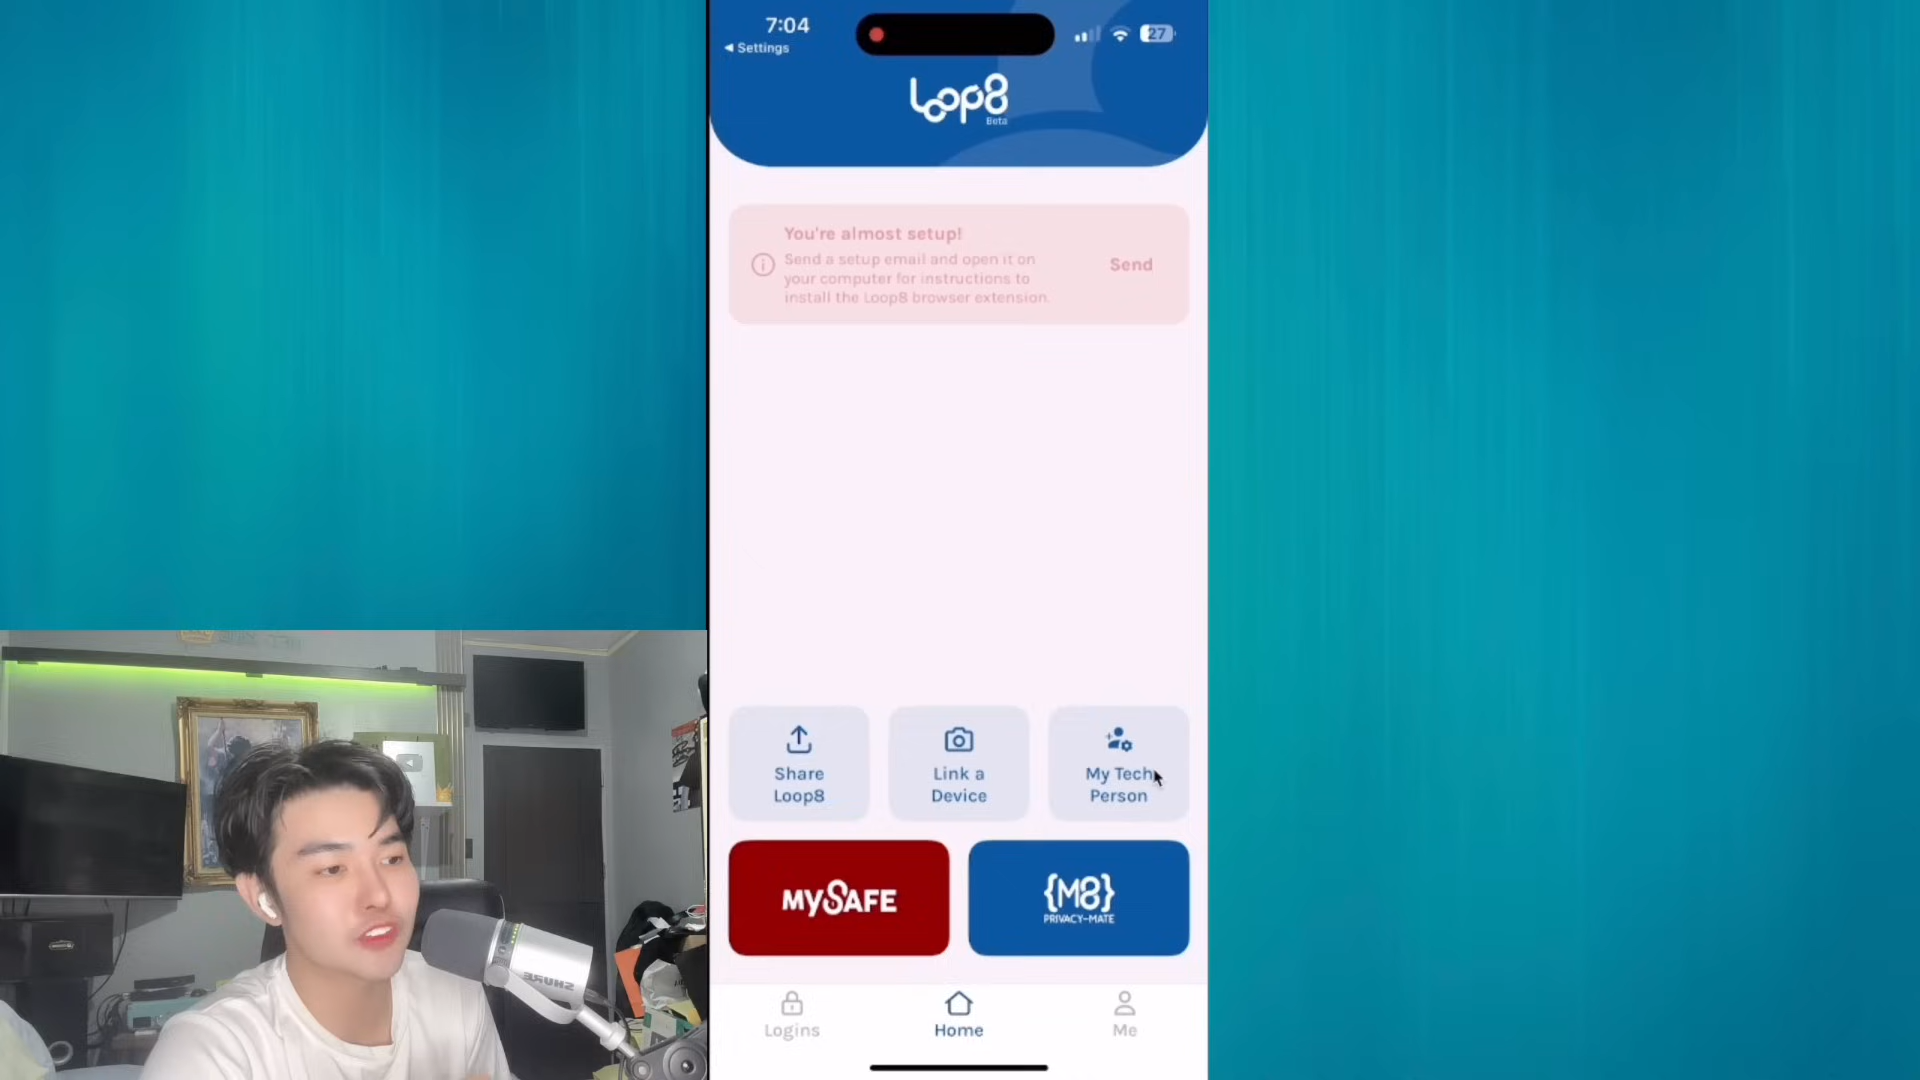 7:04
27
◀ Settings
Loop8
Beta
You're almost setup!
Send a setup email and open it on
your computer for instructions to
install the Loop8 browser extension.
Send
Share
Loop8
Link a
Device
My Tech
Person
MYSAFE
{M8}
PRIVACY-MATE
Logins
Home
Me
SHURE